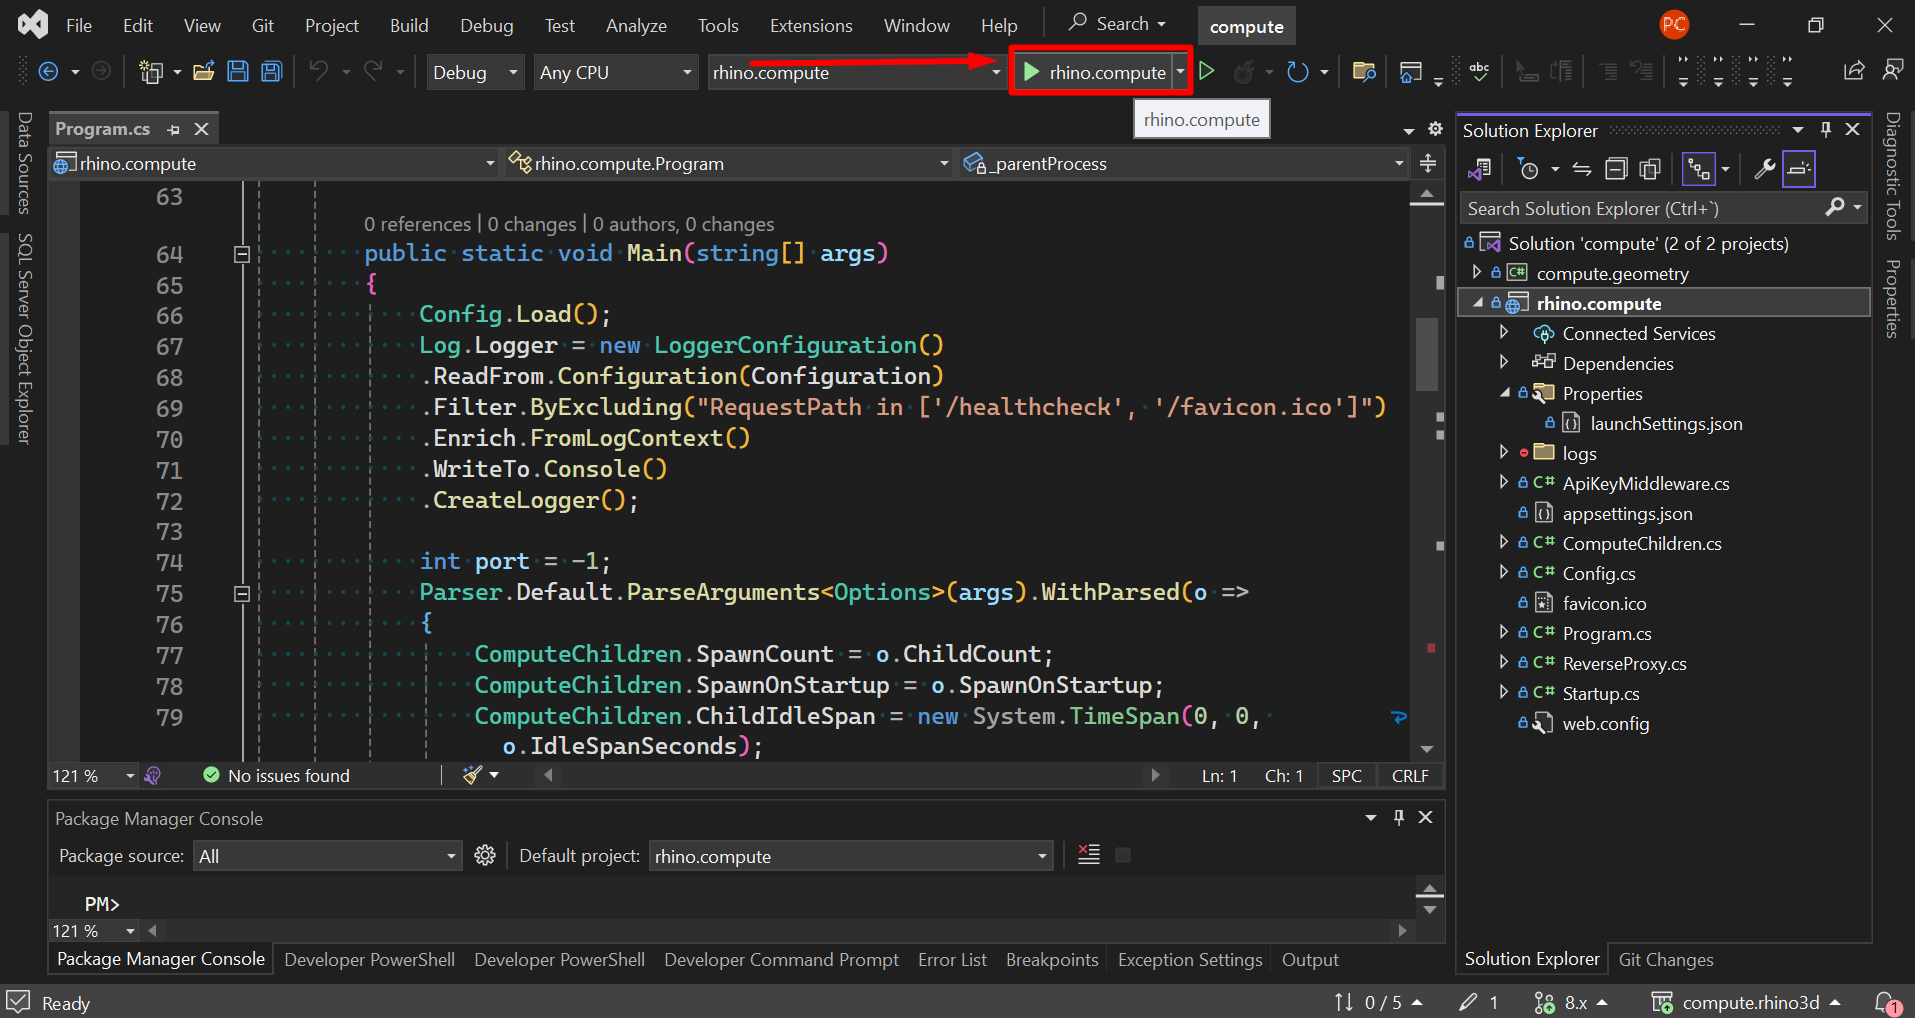 File Edit View Git Project Build Debug Test Analyze Tools Extensions Window Help Search compute PC
Debug Any CPU rhino.compute rhino.compute abc
rhino.compute
Data Sources
SQL Server Object Explorer
Program.cs
rhino.compute rhino.compute.Program _parentProcess
63
0 references | 0 changes | 0 authors, 0 changes
64 public static void Main(string[] args)
65 {
66 Config.Load();
67 Log.Logger = new LoggerConfiguration()
68 .ReadFrom.Configuration(Configuration)
69 .Filter.ByExcluding("RequestPath in ['/healthcheck', '/favicon.ico']")
70 .Enrich.FromLogContext()
71 .WriteTo.Console()
72 .CreateLogger();
73
74 int port = -1;
75 Parser.Default.ParseArguments<Options>(args).WithParsed(o =>
76 {
77 ComputeChildren.SpawnCount = o.ChildCount;
78 ComputeChildren.SpawnOnStartup = o.SpawnOnStartup;
79 ComputeChildren.ChildIdleSpan = new System.TimeSpan(0, 0,
o.IdleSpanSeconds);
121 % No issues found Ln: 1 Ch: 1 SPC CRLF
Package Manager Console
Package source: All Default project: rhino.compute
PM>
121 %
Package Manager Console Developer PowerShell Developer PowerShell Developer Command Prompt Error List Breakpoints Exception Settings Output
Solution Explorer
Search Solution Explorer (Ctrl+`)
Solution 'compute' (2 of 2 projects)
C# compute.geometry
rhino.compute
Connected Services
Dependencies
Properties
launchSettings.json
logs
C# ApiKeyMiddleware.cs
appsettings.json
C# ComputeChildren.cs
C# Config.cs
favicon.ico
C# Program.cs
C# ReverseProxy.cs
C# Startup.cs
web.config
Solution Explorer Git Changes
Diagnostic Tools
Properties
Ready 0 / 5 1 8.x compute.rhino3d 1